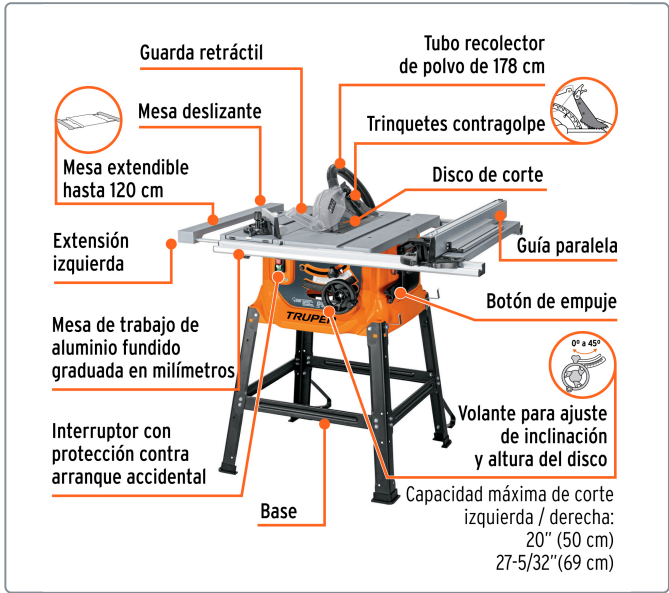 Guarda retráctil
Tubo recolector
de polvo de 178 cm
Mesa deslizante
Trinquetes contragolpe
Mesa extendible
hasta 120 cm
Disco de corte
Extensión
izquierda
Guía paralela
Botón de empuje
Mesa de trabajo de
aluminio fundido
graduada en milímetros
TRUPER
0° a 45°
Volante para ajuste
de inclinación
y altura del disco
Interruptor con
protección contra
arranque accidental
Base
Capacidad máxima de corte
izquierda / derecha:
20” (50 cm)
27-5/32”(69 cm)